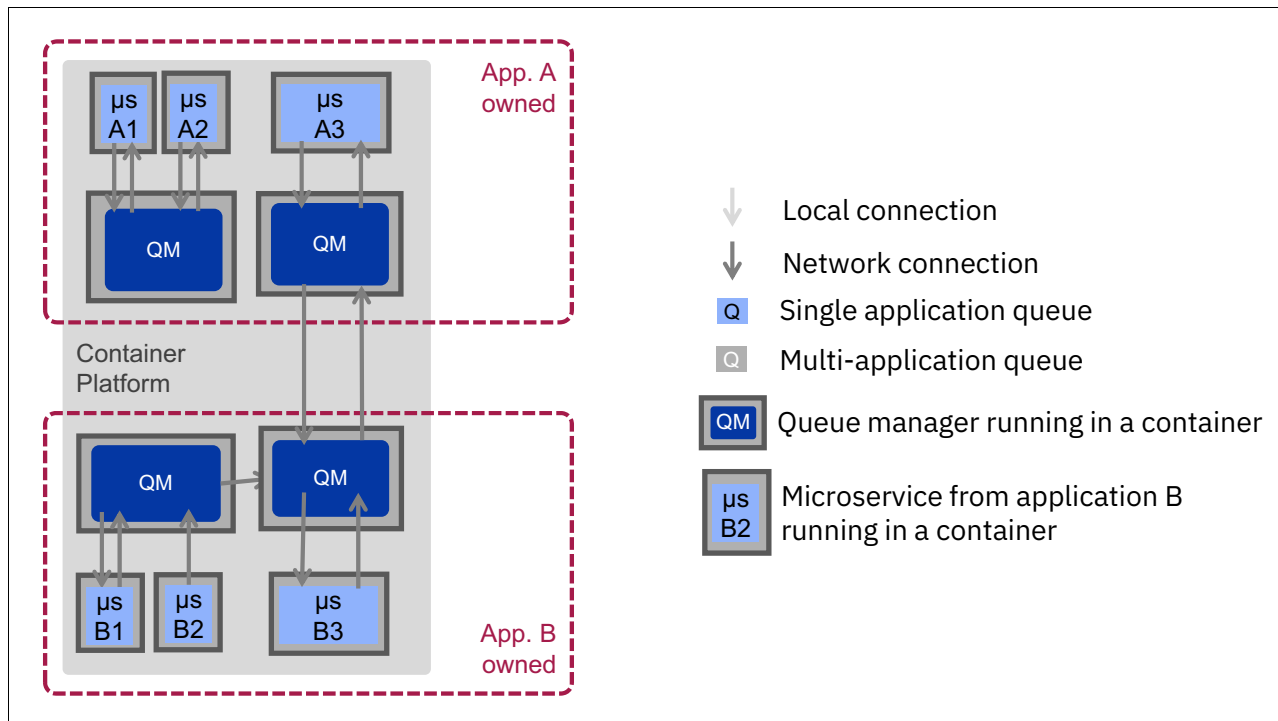 App. A
owned
µs
A1
µs
A2
µs
A3
QM
QM
Container
Platform
QM
QM
µs
B1
µs
B2
µs
B3
App. B
owned
Local connection
Network connection
Q
Single application queue
Q
Multi-application queue
QM
Queue manager running in a container
µs
B2
Microservice from application B
running in a container